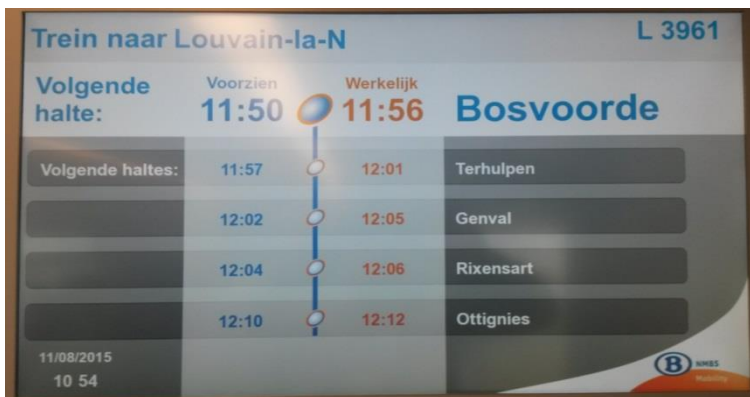 Trein naar Louvain-la-N
L 3961
Volgende
halte:
Voorzien
11:50
Werkelijk
11:56
Bosvoorde
Volgende haltes:
11:57 12:01 Terhulpen
12:02 12:05 Genval
12:04 12:06 Rixensart
12:10 12:12 Ottignies
11/08/2015
10 54
B NMBS
Mobility